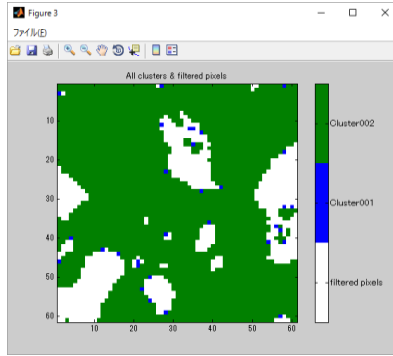 Figure 3
ファイル(F)
All clusters & filtered pixels
10
20
30
40
50
60
10
20
30
40
50
60
Cluster002
Cluster001
filtered pixels